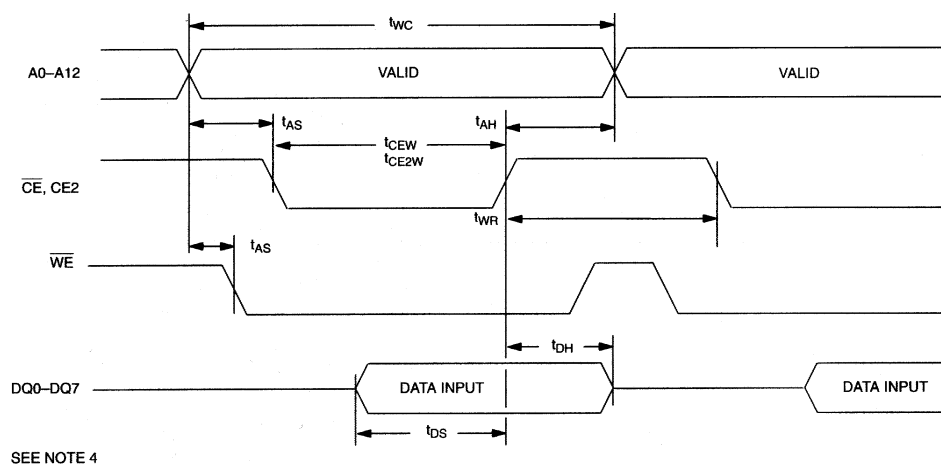 tWC
A0–A12 VALID VALID
tAS tAH
tCEW
tCE2W
CE, CE2
tWR
tAS
WE
tDH
DQ0–DQ7 DATA INPUT DATA INPUT
tDS
SEE NOTE 4